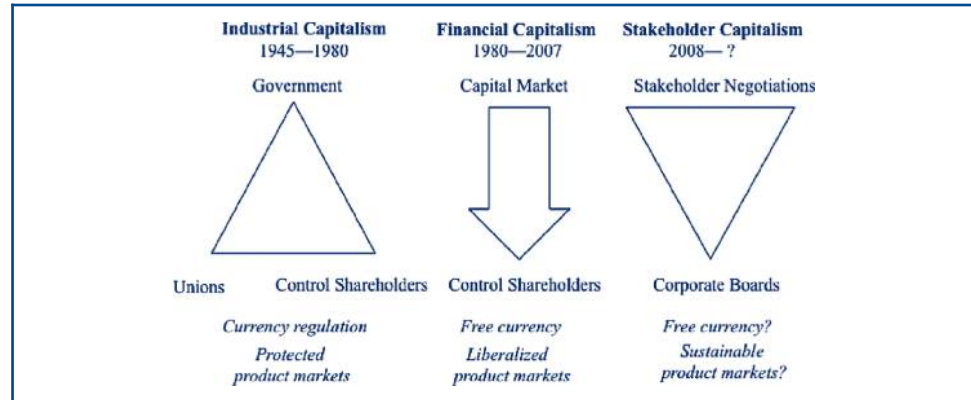 Industrial Capitalism
1945—1980
Government
Unions
Control Shareholders
Currency regulation
Protected
product markets
Financial Capitalism
1980—2007
Capital Market
Control Shareholders
Free currency
Liberalized
product markets
Stakeholder Capitalism
2008— ?
Stakeholder Negotiations
Corporate Boards
Free currency?
Sustainable
product markets?